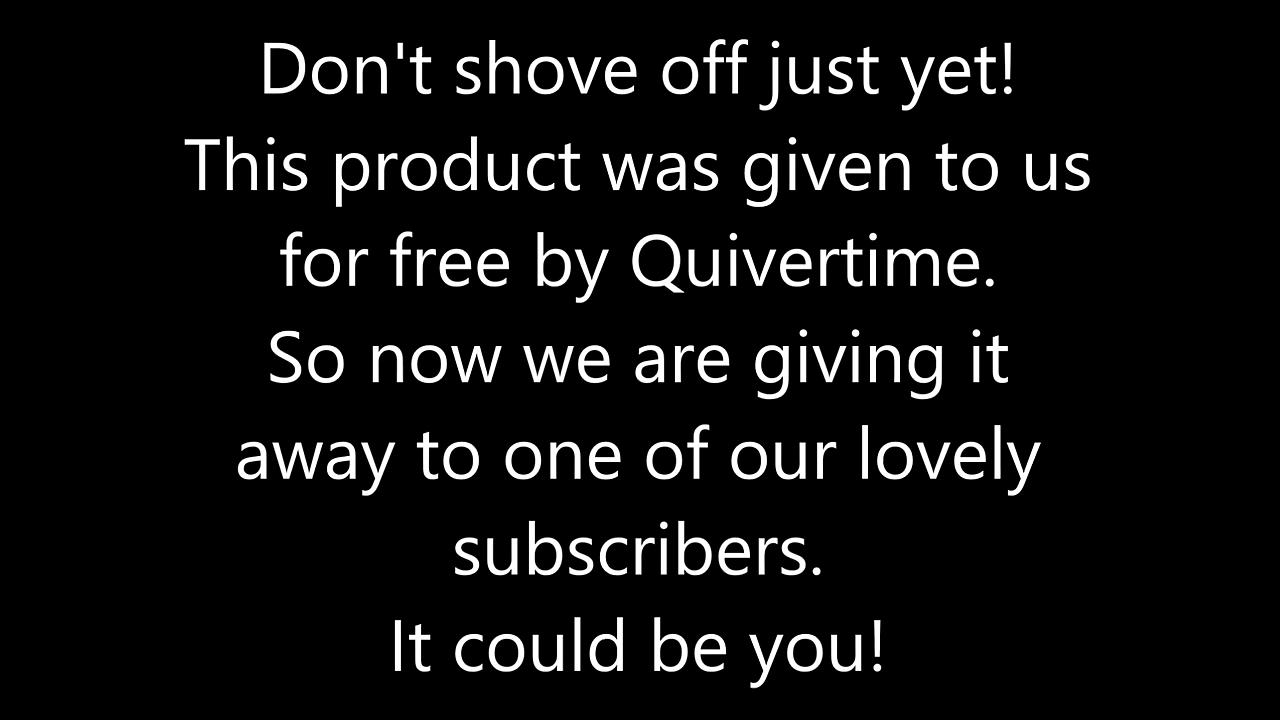 Don't shove off just yet!
This product was given to us
for free by Quivertime.
So now we are giving it
away to one of our lovely
subscribers.
It could be you!